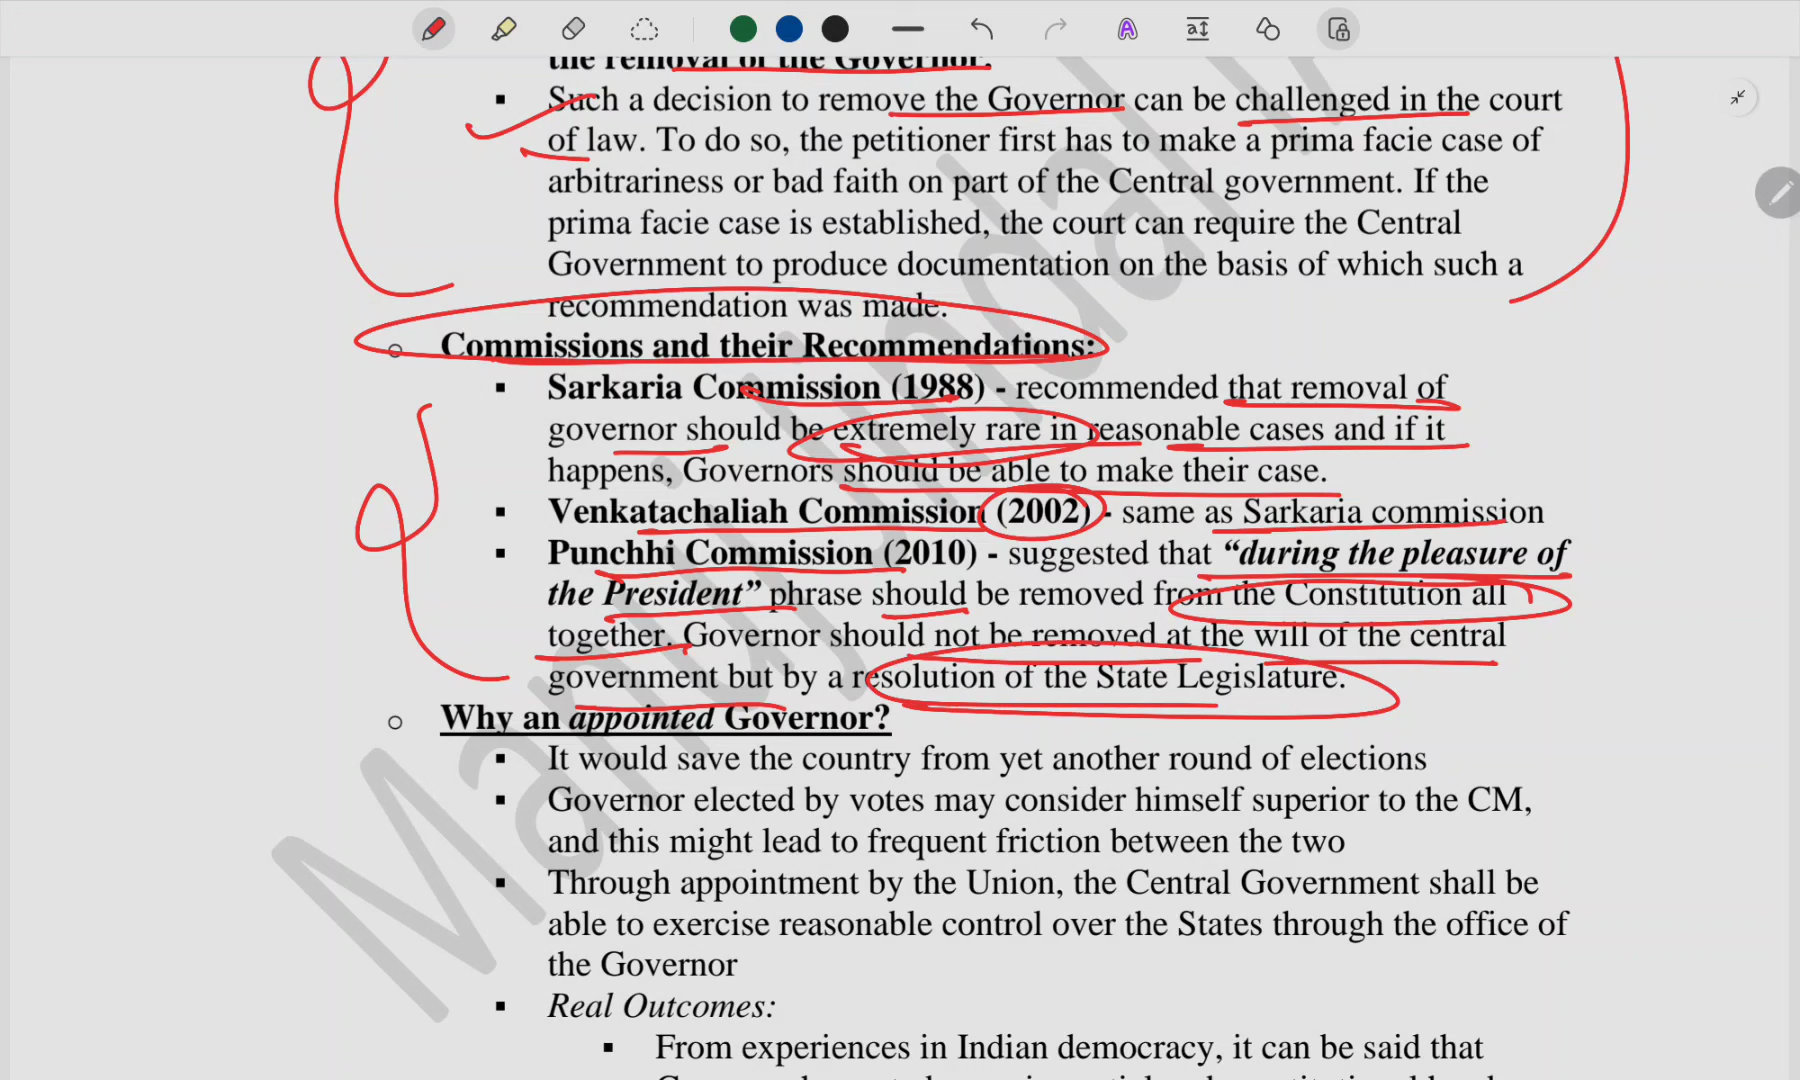 the removal of the Governor.
▪ Such a decision to remove the Governor can be challenged in the court
of law. To do so, the petitioner first has to make a prima facie case of
arbitrariness or bad faith on part of the Central government. If the
prima facie case is established, the court can require the Central
Government to produce documentation on the basis of which such a
recommendation was made.
○ Commissions and their Recommendations:
▪ Sarkaria Commission (1988) - recommended that removal of
governor should be extremely rare in reasonable cases and if it
happens, Governors should be able to make their case.
▪ Venkatachaliah Commission (2002) - same as Sarkaria commission
▪ Punchhi Commission (2010) - suggested that “during the pleasure of
the President” phrase should be removed from the Constitution all
together. Governor should not be removed at the will of the central
government but by a resolution of the State Legislature.
○ Why an appointed Governor?
▪ It would save the country from yet another round of elections
▪ Governor elected by votes may consider himself superior to the CM,
and this might lead to frequent friction between the two
▪ Through appointment by the Union, the Central Government shall be
able to exercise reasonable control over the States through the office of
the Governor
▪ Real Outcomes:
▪ From experiences in Indian democracy, it can be said that